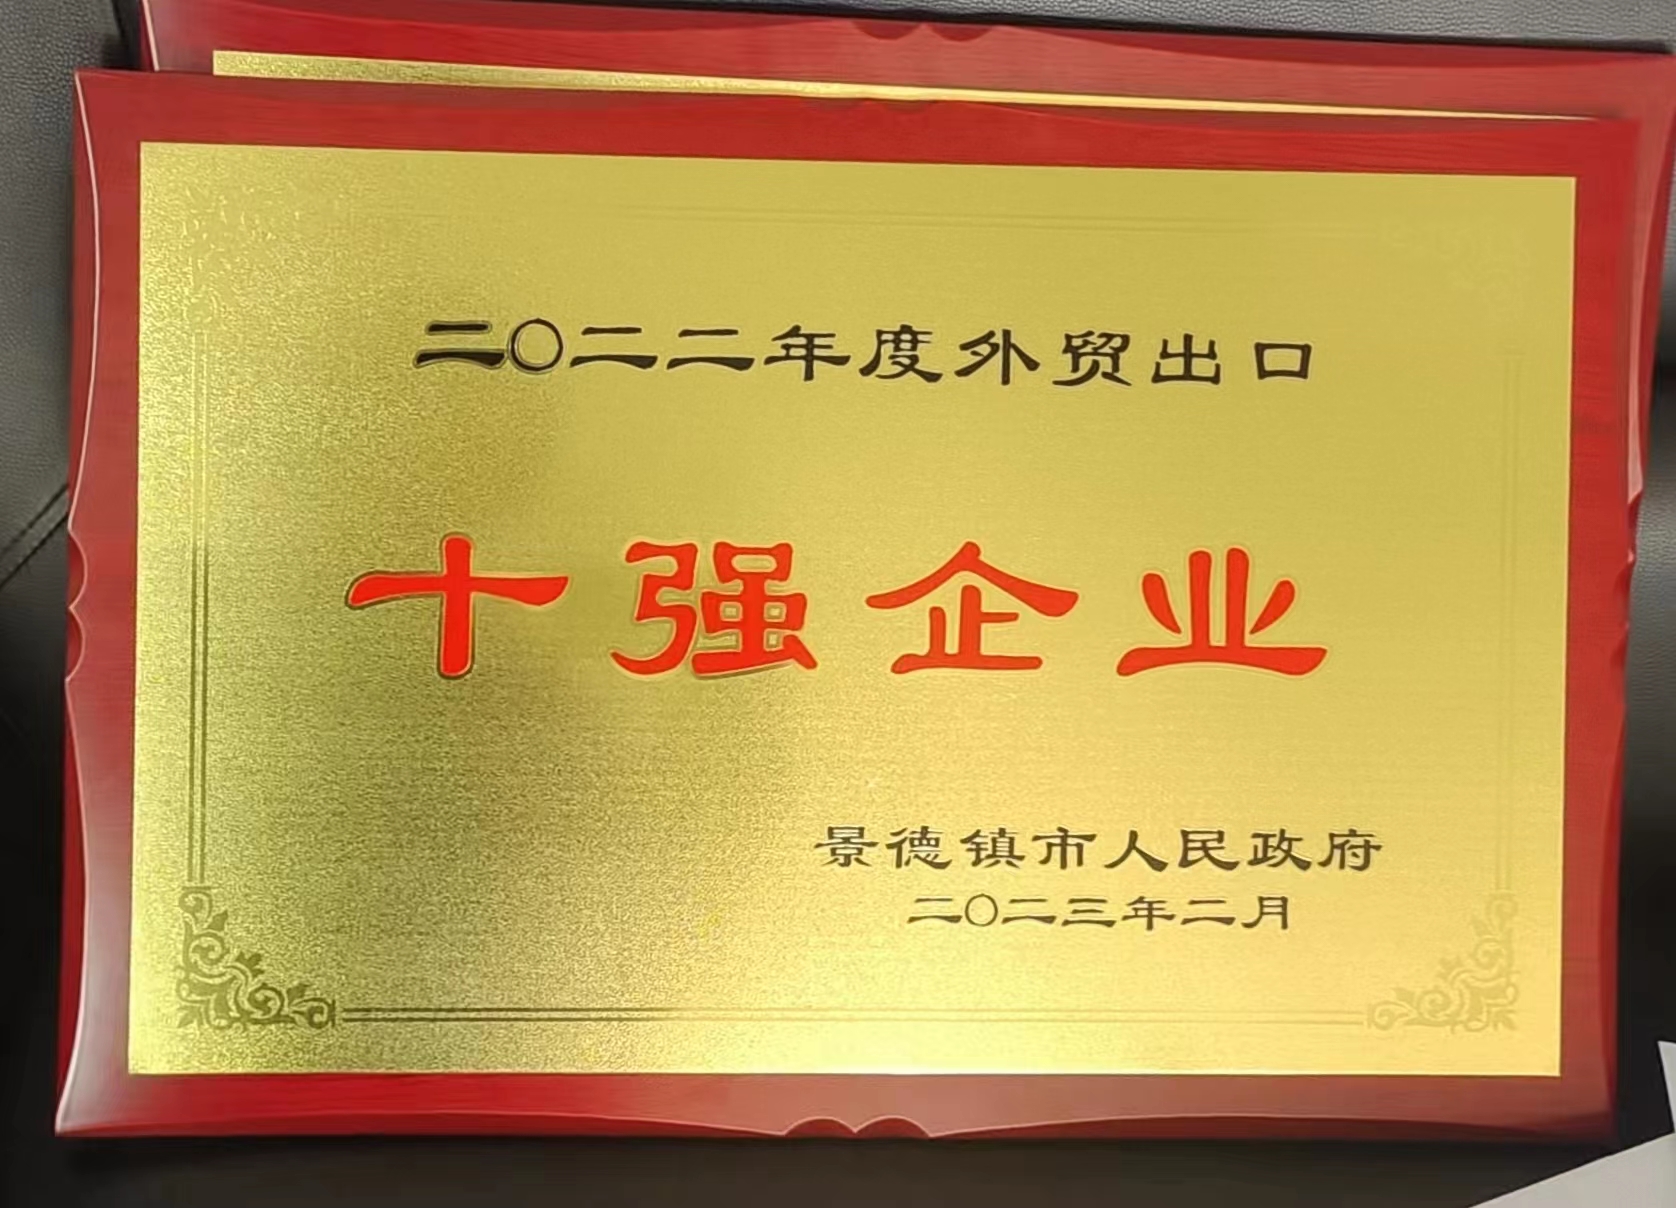 二〇二二年度外贸出口
十强企业
景德镇市人民政府
二〇二三年二月